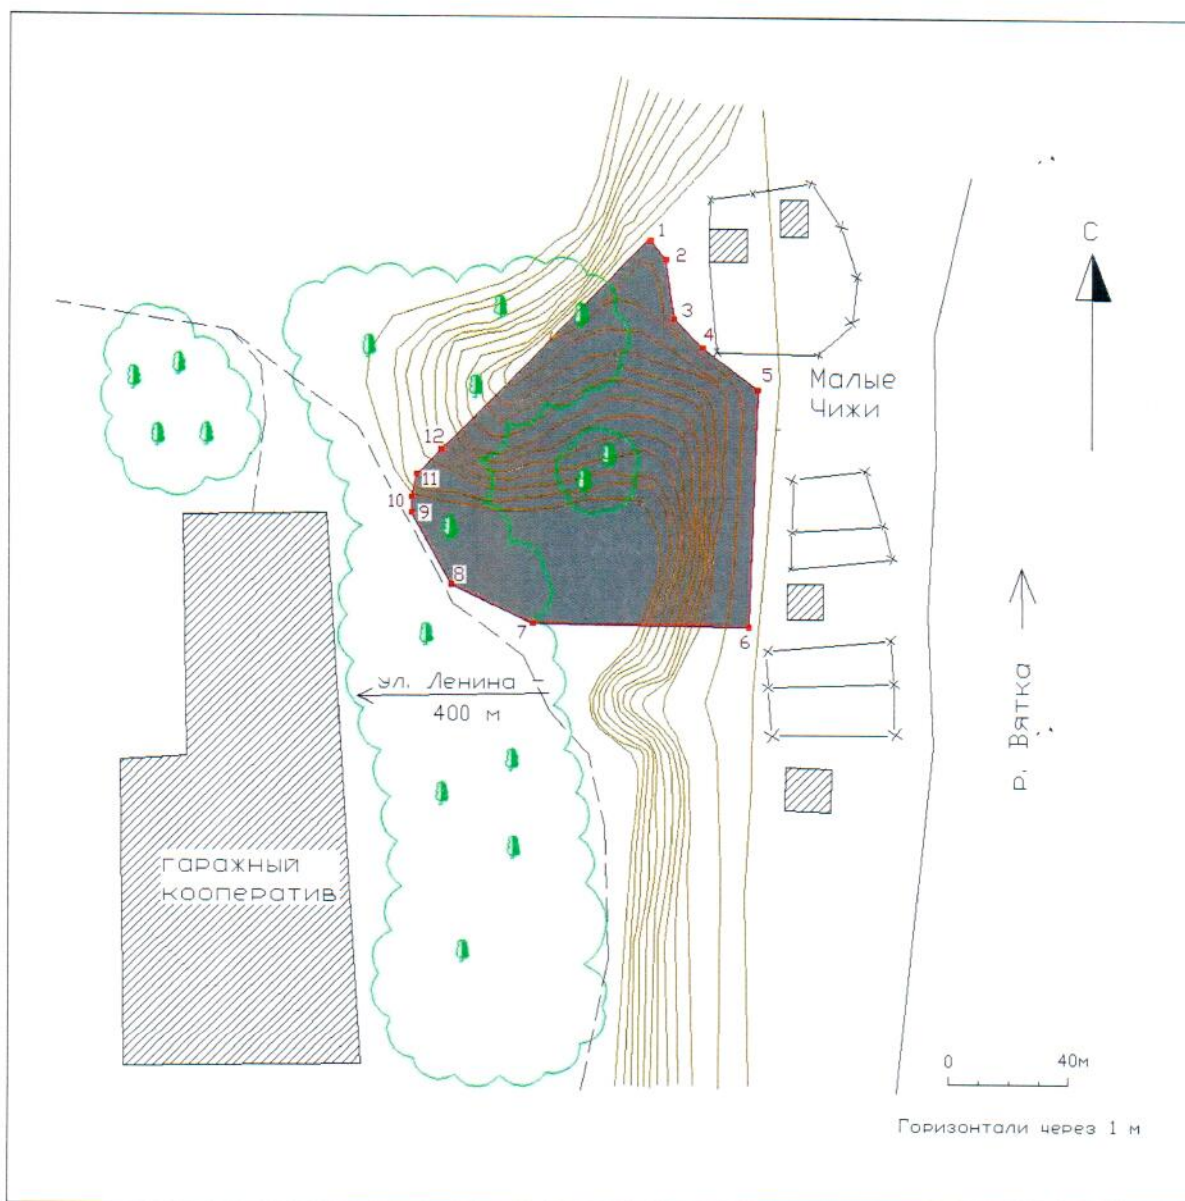 С
1
2
3
4
5
Малые
Чижи
12
11
10
9
8
7
6
ул. Ленина
400 м
р. Вятка
гаражный
кооператив
0 40м
Горизонтали через 1 м